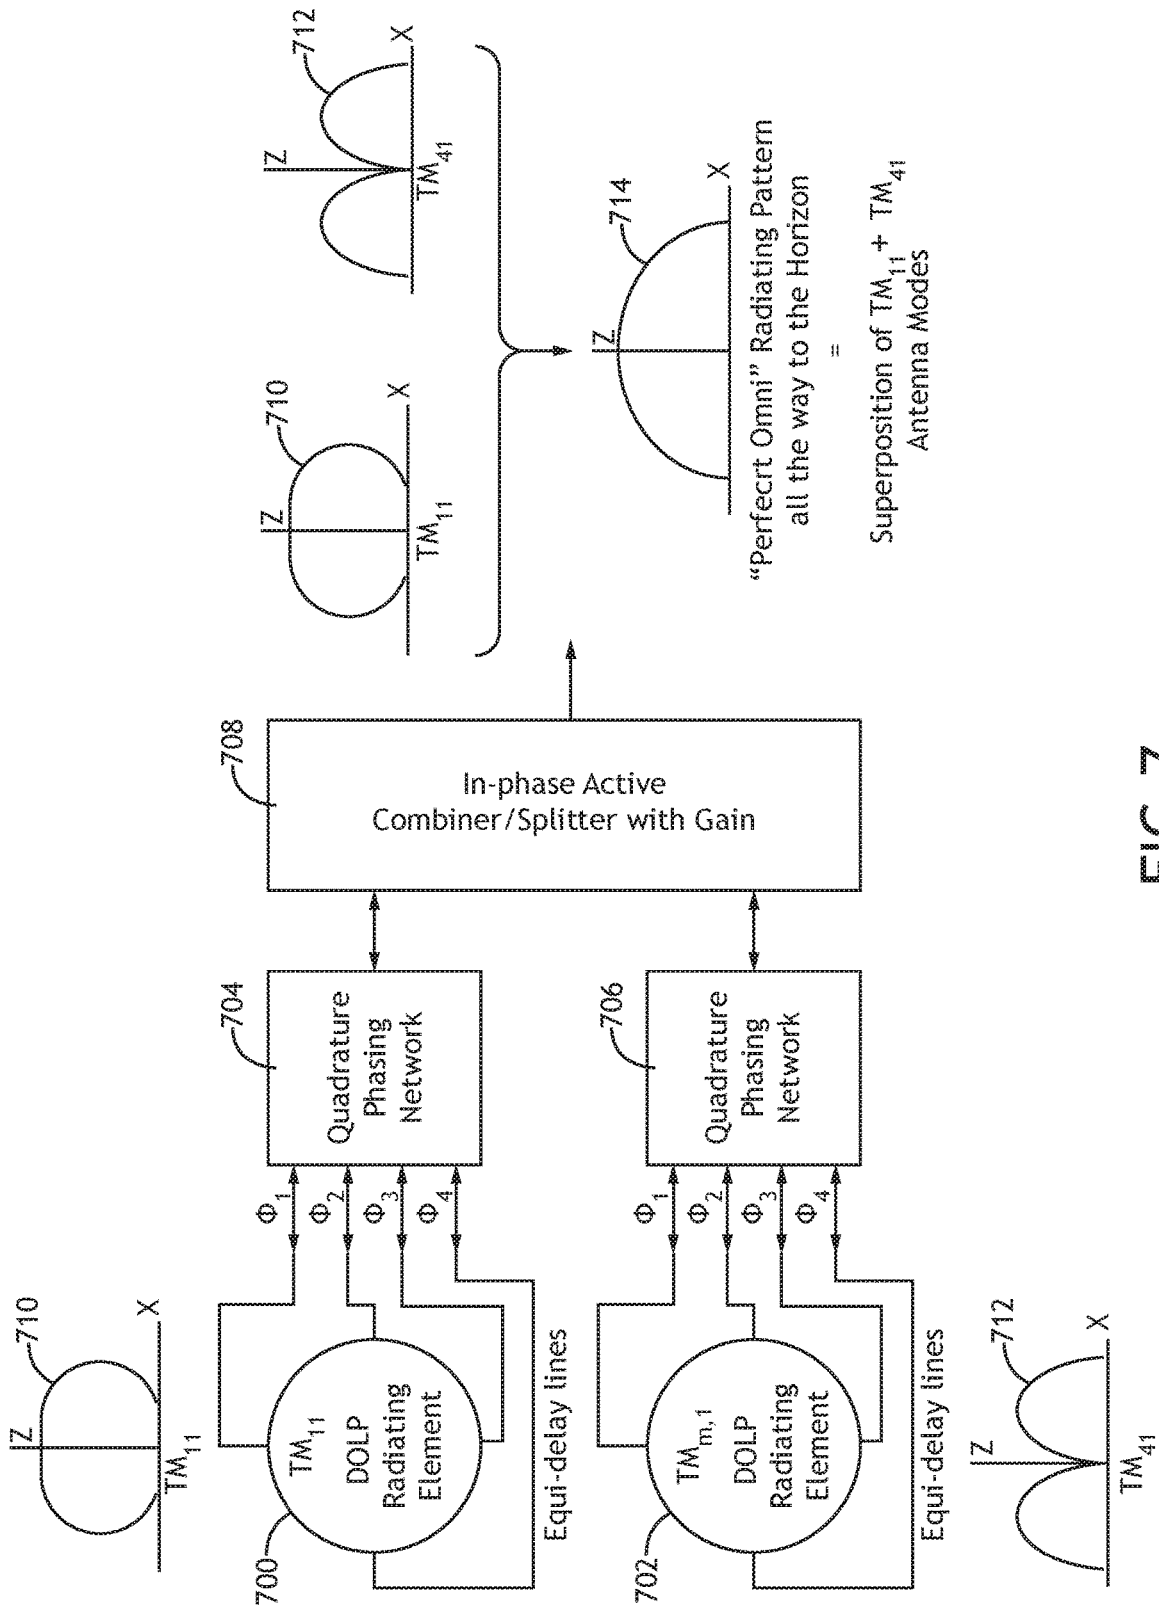 710
Z
X
TM11
700
TM11
DOLP
Radiating
Element
Equi-delay lines
Φ1
Φ2
Φ3
Φ4
704
Quadrature
Phasing
Network
702
TMm,1
DOLP
Radiating
Element
Equi-delay lines
Φ1
Φ2
Φ3
Φ4
706
Quadrature
Phasing
Network
712
Z
X
TM41
708
In-phase Active
Combiner/Splitter with Gain
710
Z
X
TM11
712
Z
X
TM41
714
Z
X
“Perfecrt Omni” Radiating Pattern
all the way to the Horizon
=
Superposition of TM11 + TM41
Antenna Modes